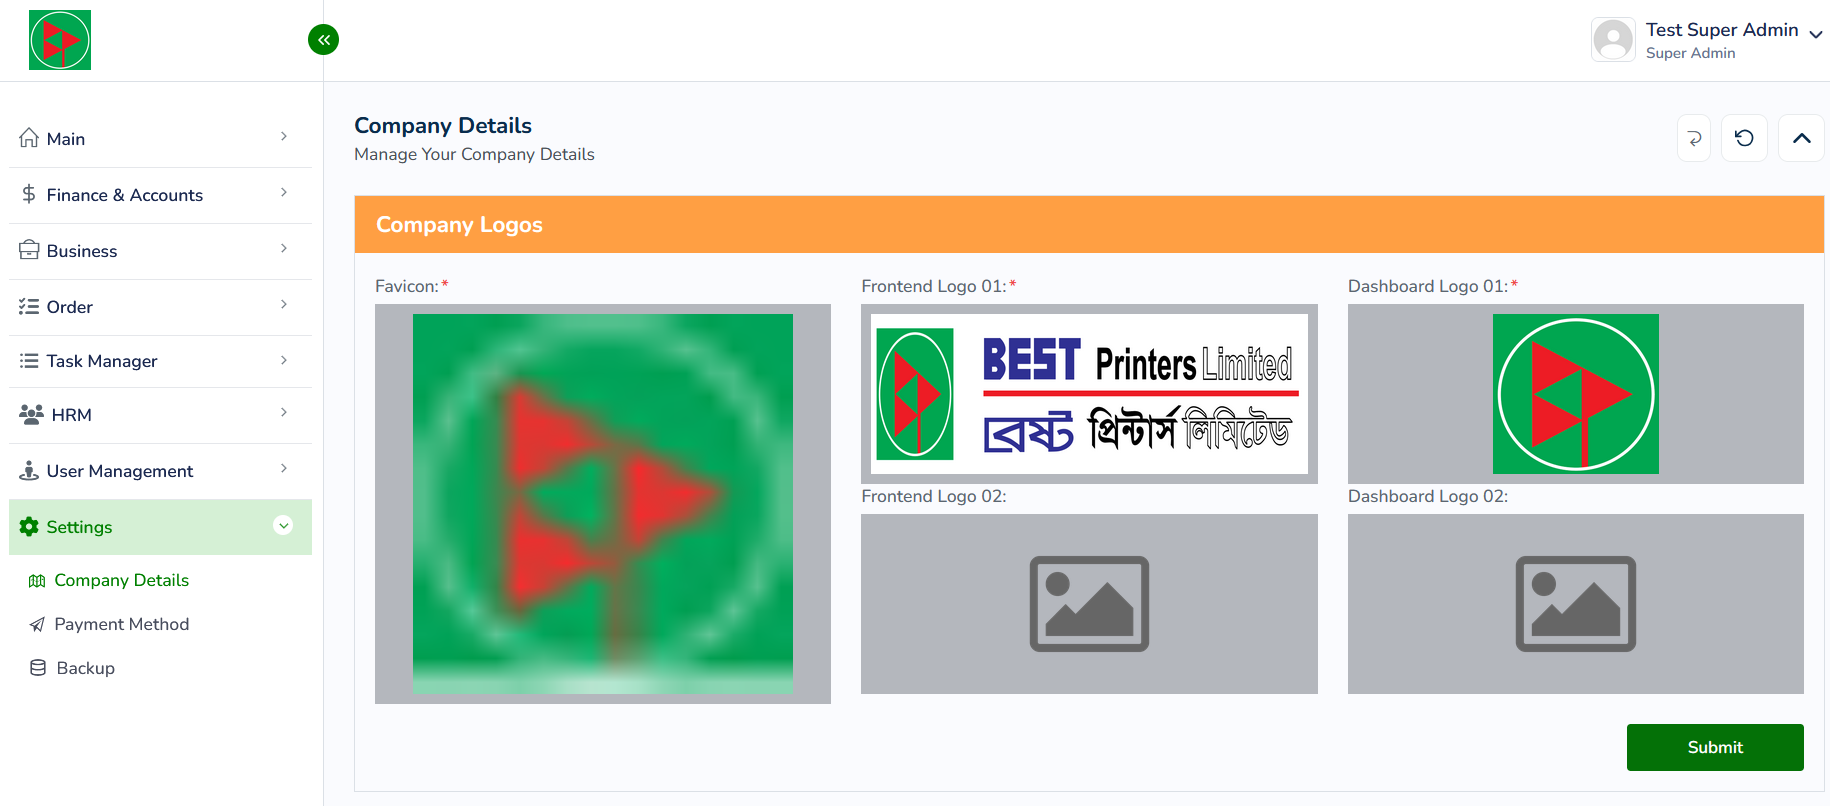 Test Super Admin
Super Admin
Main
Finance & Accounts
Business
Order
Task Manager
HRM
User Management
Settings
Company Details
Payment Method
Backup
Company Details
Manage Your Company Details
Company Logos
Favicon:*
Frontend Logo 01:*
BEST Printers Limited
বেষ্ট প্রিন্টার্স লিমিটেড
Dashboard Logo 01:*
Frontend Logo 02:
Dashboard Logo 02:
Submit